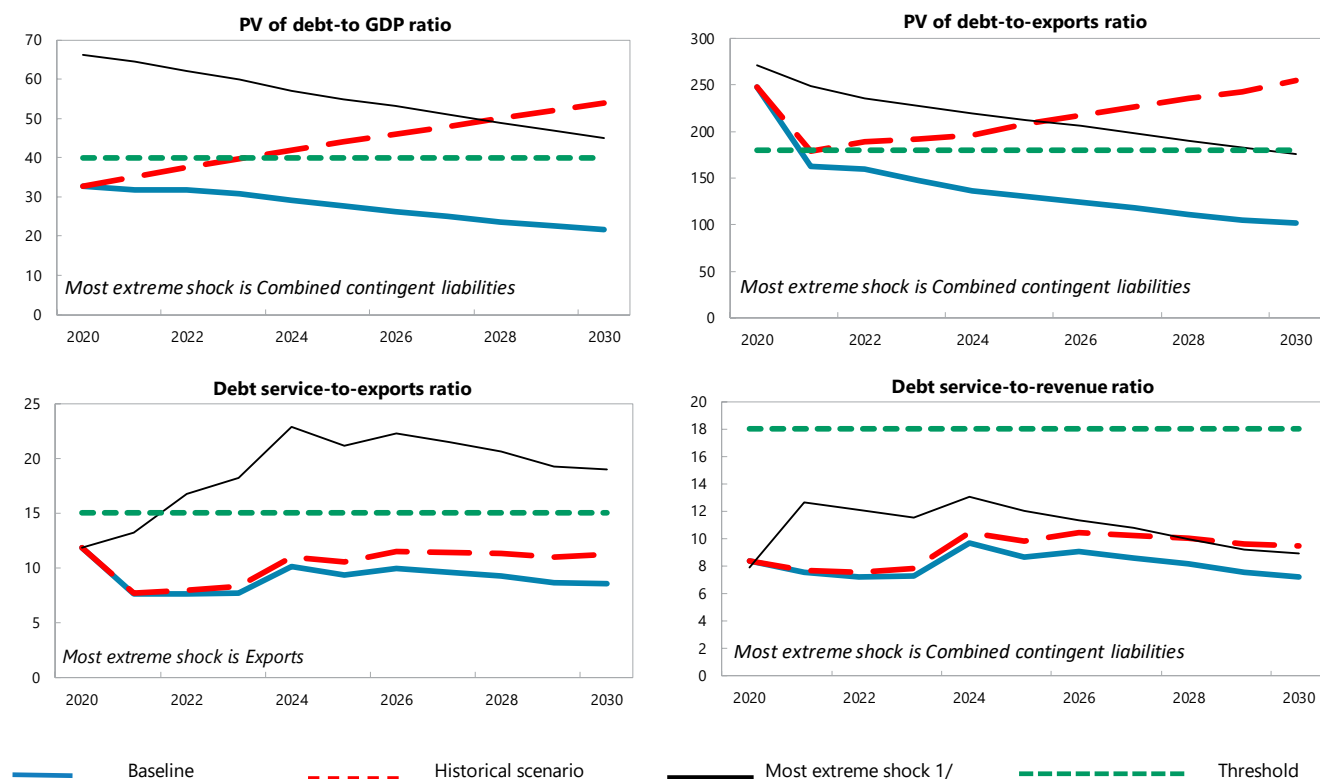 PV of debt-to GDP ratio
70
60
50
40
30
20
10
0
Most extreme shock is Combined contingent liabilities
2020 2022 2024 2026 2028 2030
PV of debt-to-exports ratio
300
250
200
150
100
50
0
Most extreme shock is Combined contingent liabilities
2020 2022 2024 2026 2028 2030
Debt service-to-exports ratio
25
20
15
10
5
0
Most extreme shock is Exports
2020 2022 2024 2026 2028 2030
Debt service-to-revenue ratio
20
18
16
14
12
10
8
6
4
2
0
Most extreme shock is Combined contingent liabilities
2020 2022 2024 2026 2028 2030
Baseline Historical scenario Most extreme shock 1/ Threshold